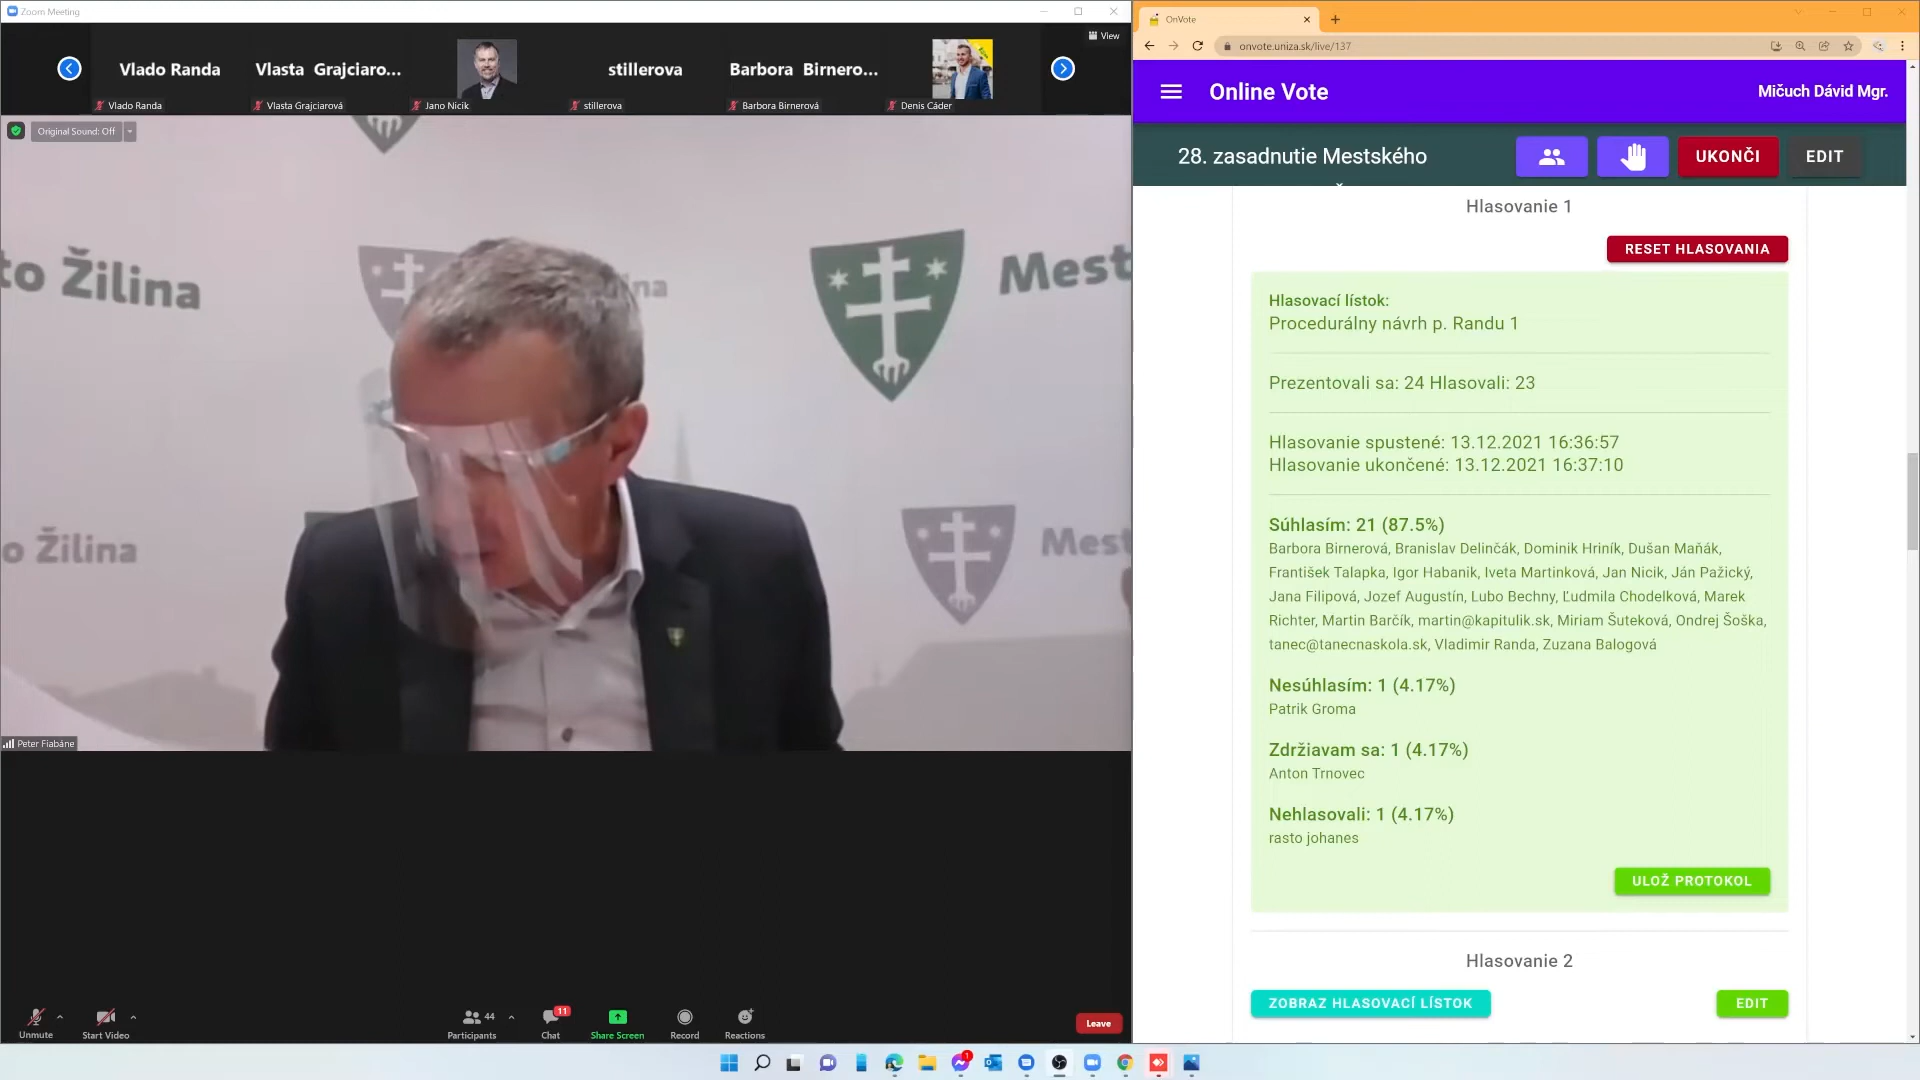 Zoom Meeting
View
Vlado Randa
Vlasta Grajciaro...
stillerova
Barbora Birnero...
Vlado Randa
Vlasta Grajciarová
Jano Nicík
stillerova
Barbora Birnerová
Denis Cáder
Original Sound: Off
to Žilina
Mest
o Žilina
Mest
Peter Fiabáne
Unmute
Start Video
44
Participants
11
Chat
Share Screen
Record
Reactions
Leave
OnVote
onvote.uniza.sk/live/137
Online Vote
Mičuch Dávid Mgr.
28. zasadnutie Mestského
UKONČI
EDIT
Hlasovanie 1
RESET HLASOVANIA
Hlasovací lístok:
Procedurálny návrh p. Randu 1
Prezentovali sa: 24 Hlasovali: 23
Hlasovanie spustené: 13.12.2021 16:36:57
Hlasovanie ukončené: 13.12.2021 16:37:10
Súhlasím: 21 (87.5%)
Barbora Birnerová, Branislav Delinčák, Dominik Hriník, Dušan Maňák,
František Talapka, Igor Habanik, Iveta Martinková, Jan Nicik, Ján Pažický,
Jana Filipová, Jozef Augustín, Lubo Bechny, Ľudmila Chodelková, Marek
Richter, Martin Barčík, martin@kapitulik.sk, Miriam Šuteková, Ondrej Šoška,
tanec@tanecnaskola.sk, Vladimir Randa, Zuzana Balogová
Nesúhlasím: 1 (4.17%)
Patrik Groma
Zdržiavam sa: 1 (4.17%)
Anton Trnovec
Nehlasovali: 1 (4.17%)
rasto johanes
ULOŽ PROTOKOL
Hlasovanie 2
ZOBRAZ HLASOVACÍ LÍSTOK
EDIT